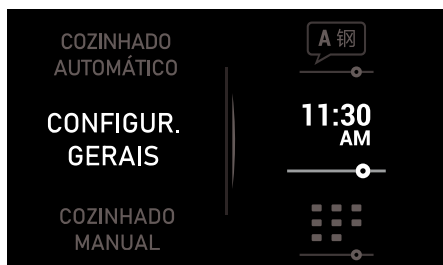 COZINHADO
AUTOMÁTICO
CONFIGUR.
GERAIS
COZINHADO
MANUAL
A 钢
11:30
AM